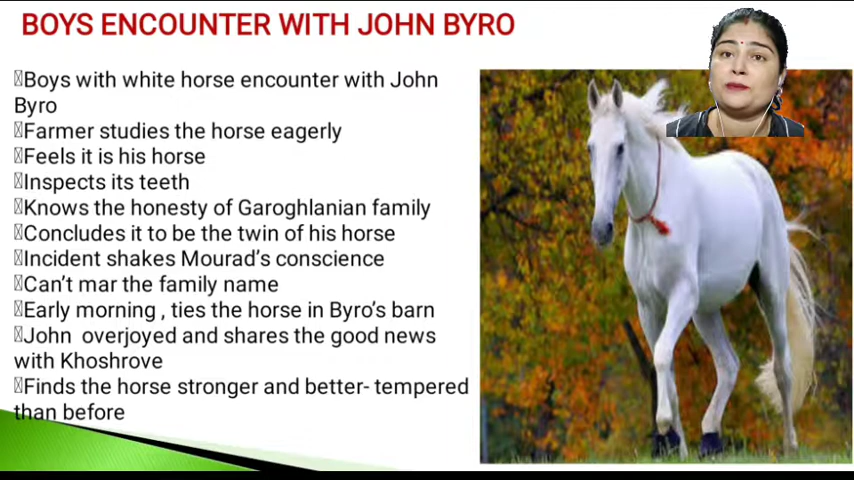 BOYS ENCOUNTER WITH JOHN BYRO
Boys with white horse encounter with John
Byro
Farmer studies the horse eagerly
Feels it is his horse
Inspects its teeth
Knows the honesty of Garoghlanian family
Concludes it to be the twin of his horse
Incident shakes Mourad's conscience
Can't mar the family name
Early morning , ties the horse in Byro's barn
John overjoyed and shares the good news
with Khoshrove
Finds the horse stronger and better- tempered
than before